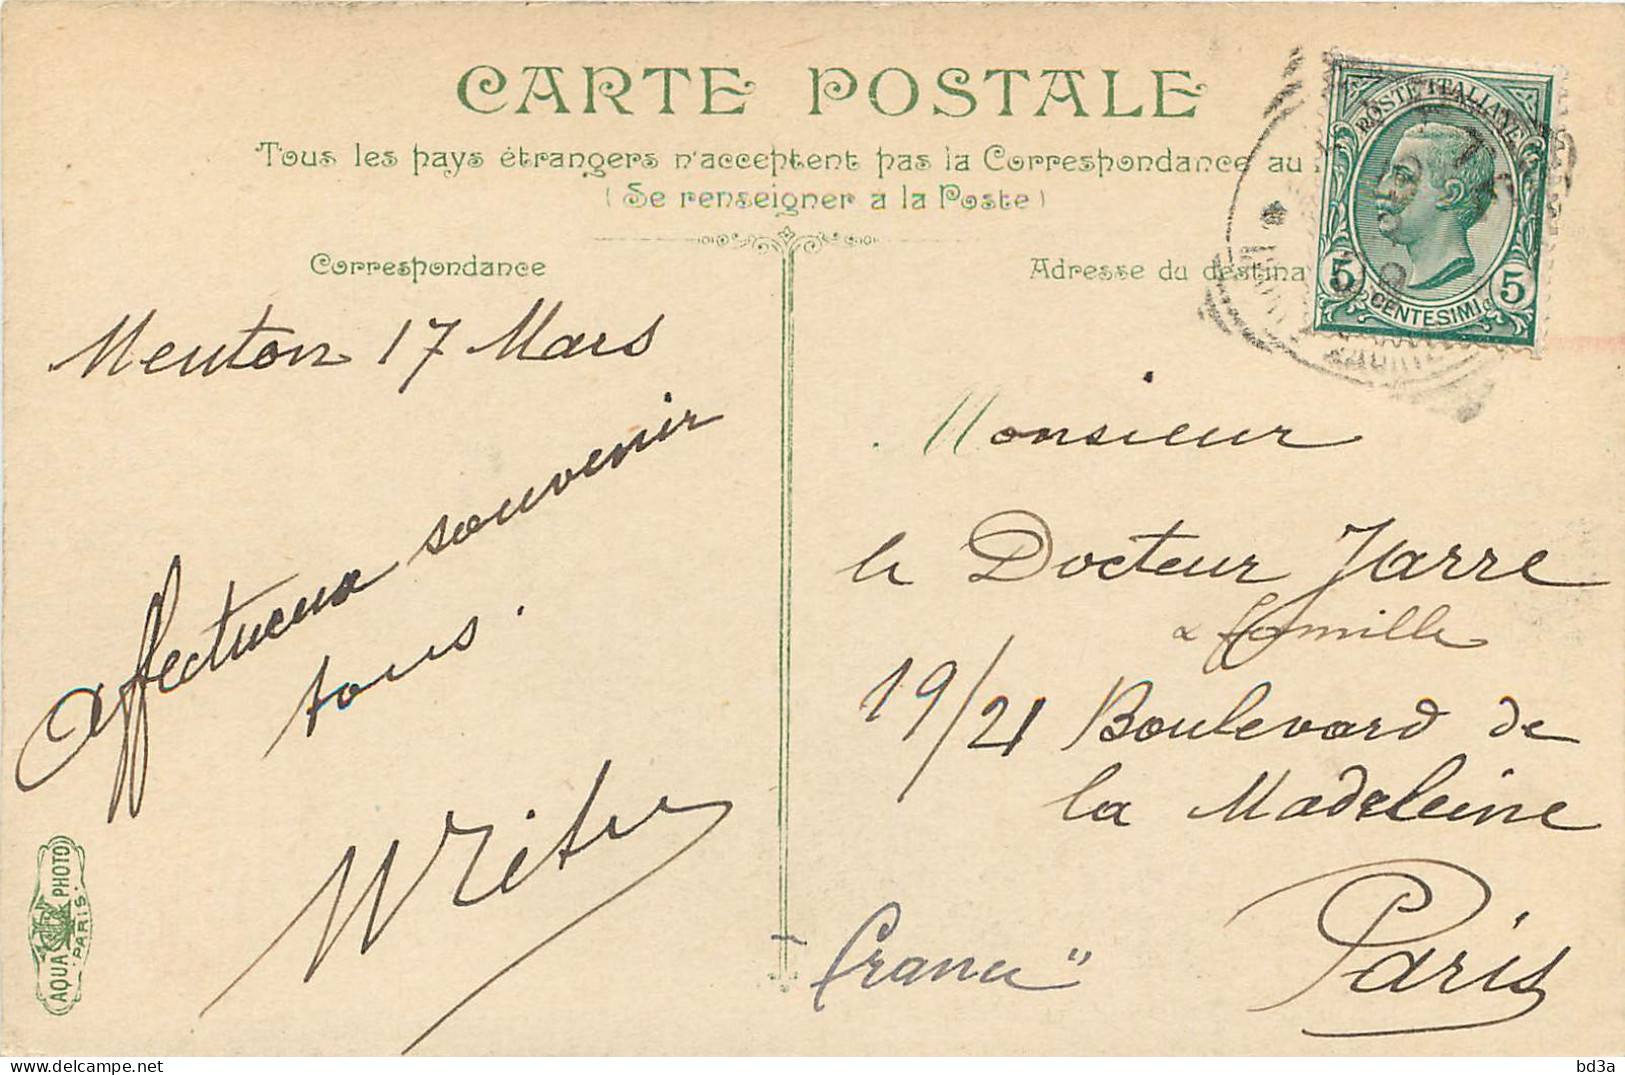 CARTE POSTALE
Tous les pays étrangers n'acceptent pas la Correspondance au
(Se renseigner a la Poste)
Correspondance
Adresse du destina
POSTE ITALIANE
5 CENTESIMI 5
Menton 17 Mars
affectueux souvenir
tous.
Monsieur
le Docteur Jarre
& famille
19/21 Boulevard de
la Madeleine
Paris
France"
AQUA PHOTO
PARIS
bd3a